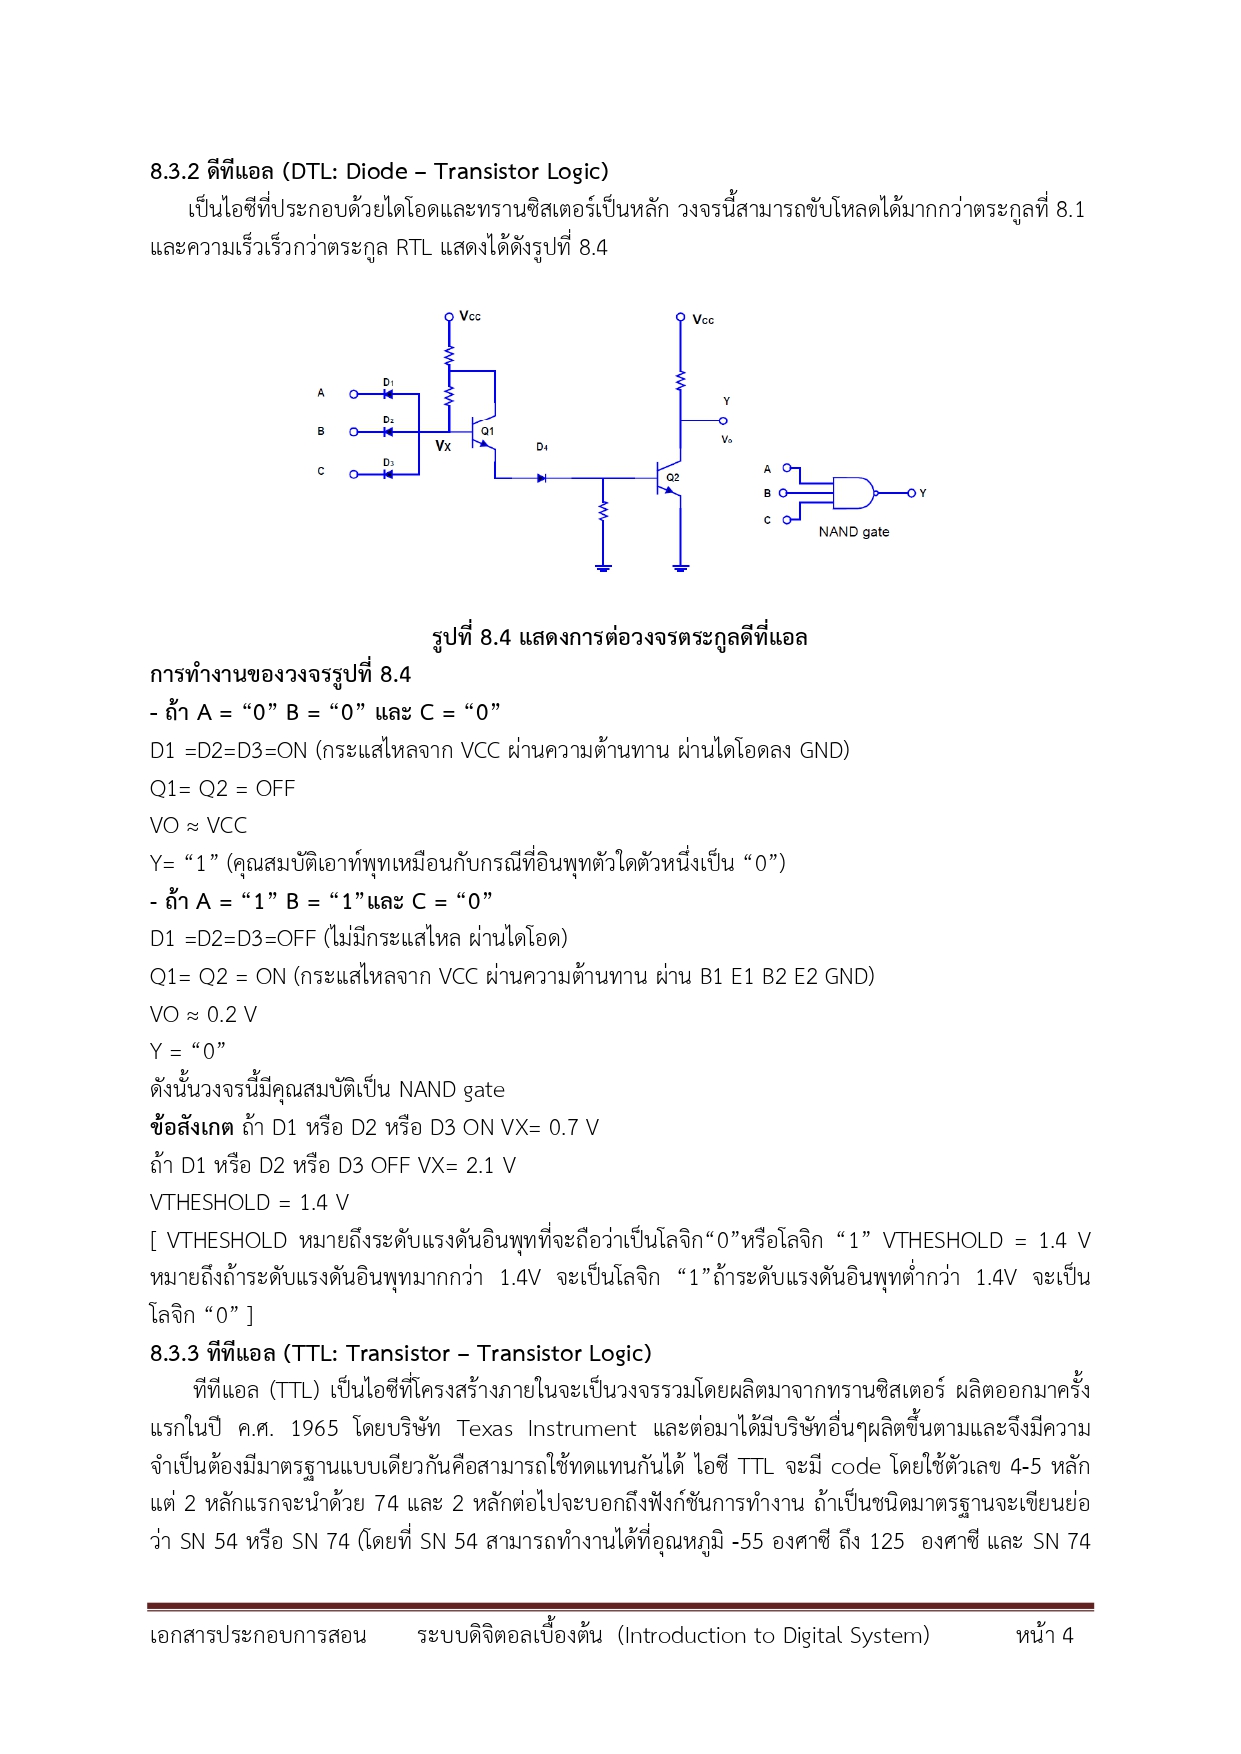 8.3.2 ดีทีแอล (DTL: Diode – Transistor Logic)
เป็นไอซีที่ประกอบด้วยไดโอดและทรานซิสเตอร์เป็นหลัก วงจรนี้สามารถขับโหลดได้มากกว่าตระกูลที่ 8.1
และความเร็วเร็วกว่าตระกูล RTL แสดงได้ดังรูปที่ 8.4
VCC
VCC
D1
A
Y
D2
B
Q1
VX
D4
Vo
D3
C
A
Q2
B
Y
C
NAND gate
รูปที่ 8.4 แสดงการต่อวงจรตระกูลดีที่แอล
การทำงานของวงจรรูปที่ 8.4
- ถ้า A = “0” B = “0” และ C = “0”
D1 =D2=D3=ON (กระแสไหลจาก VCC ผ่านความต้านทาน ผ่านไดโอดลง GND)
Q1= Q2 = OFF
VO ≈ VCC
Y= “1” (คุณสมบัติเอาท์พุทเหมือนกับกรณีที่อินพุทตัวใดตัวหนึ่งเป็น “0”)
- ถ้า A = “1” B = “1”และ C = “0”
D1 =D2=D3=OFF (ไม่มีกระแสไหล ผ่านไดโอด)
Q1= Q2 = ON (กระแสไหลจาก VCC ผ่านความต้านทาน ผ่าน B1 E1 B2 E2 GND)
VO ≈ 0.2 V
Y = “0”
ดังนั้นวงจรนี้มีคุณสมบัติเป็น NAND gate
ข้อสังเกต ถ้า D1 หรือ D2 หรือ D3 ON VX= 0.7 V
ถ้า D1 หรือ D2 หรือ D3 OFF VX= 2.1 V
VTHESHOLD = 1.4 V
[ VTHESHOLD หมายถึงระดับแรงดันอินพุทที่จะถือว่าเป็นโลจิก“0”หรือโลจิก “1” VTHESHOLD = 1.4 V
หมายถึงถ้าระดับแรงดันอินพุทมากกว่า 1.4V จะเป็นโลจิก “1”ถ้าระดับแรงดันอินพุทต่ำกว่า 1.4V จะเป็น
โลจิก “0” ]
8.3.3 ทีทีแอล (TTL: Transistor – Transistor Logic)
ทีทีแอล (TTL) เป็นไอซีที่โครงสร้างภายในจะเป็นวงจรรวมโดยผลิตมาจากทรานซิสเตอร์ ผลิตออกมาครั้ง
แรกในปี ค.ศ. 1965 โดยบริษัท Texas Instrument และต่อมาได้มีบริษัทอื่นๆผลิตขึ้นตามและจึงมีความ
จำเป็นต้องมีมาตรฐานแบบเดียวกันคือสามารถใช้ทดแทนกันได้ ไอซี TTL จะมี code โดยใช้ตัวเลข 4-5 หลัก
แต่ 2 หลักแรกจะนำด้วย 74 และ 2 หลักต่อไปจะบอกถึงฟังก์ชันการทำงาน ถ้าเป็นชนิดมาตรฐานจะเขียนย่อ
ว่า SN 54 หรือ SN 74 (โดยที่ SN 54 สามารถทำงานได้ที่อุณหภูมิ -55 องศาซี ถึง 125 องศาซี และ SN 74
เอกสารประกอบการสอน ระบบดิจิตอลเบื้องต้น (Introduction to Digital System) หน้า 4